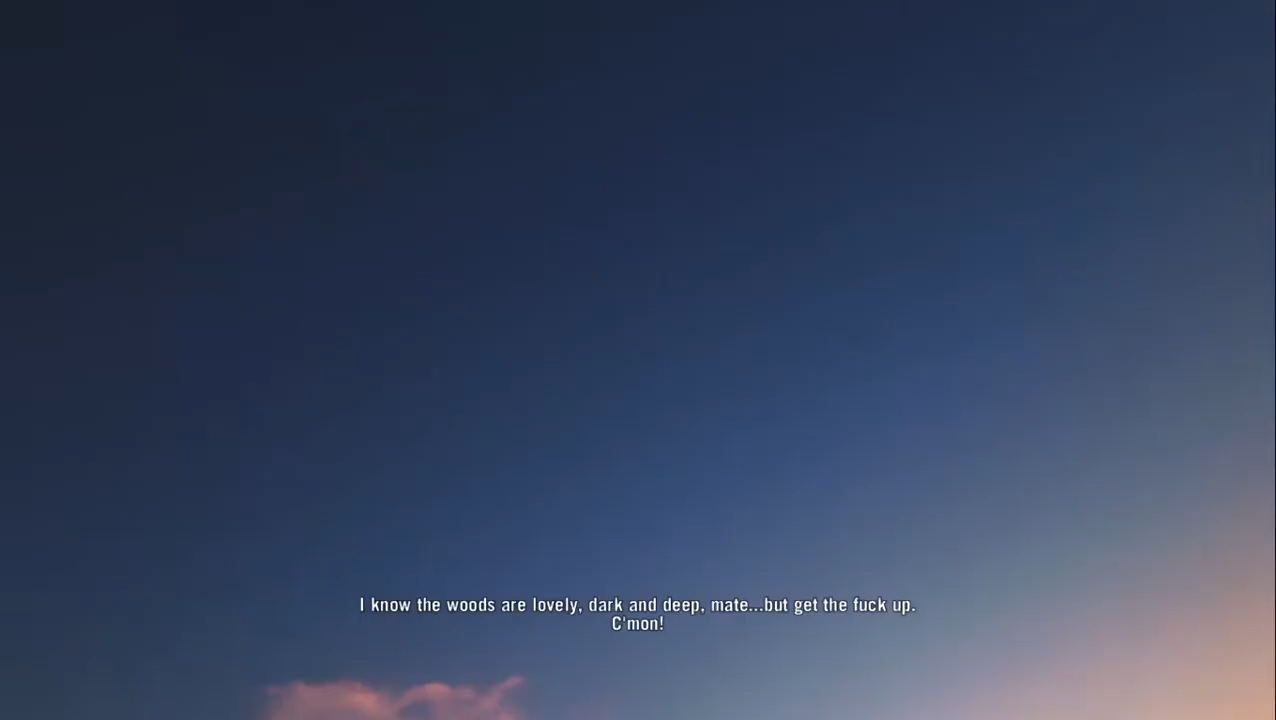 I know the woods are lovely, dark and deep, mate...but get the fuck up.
C'mon!